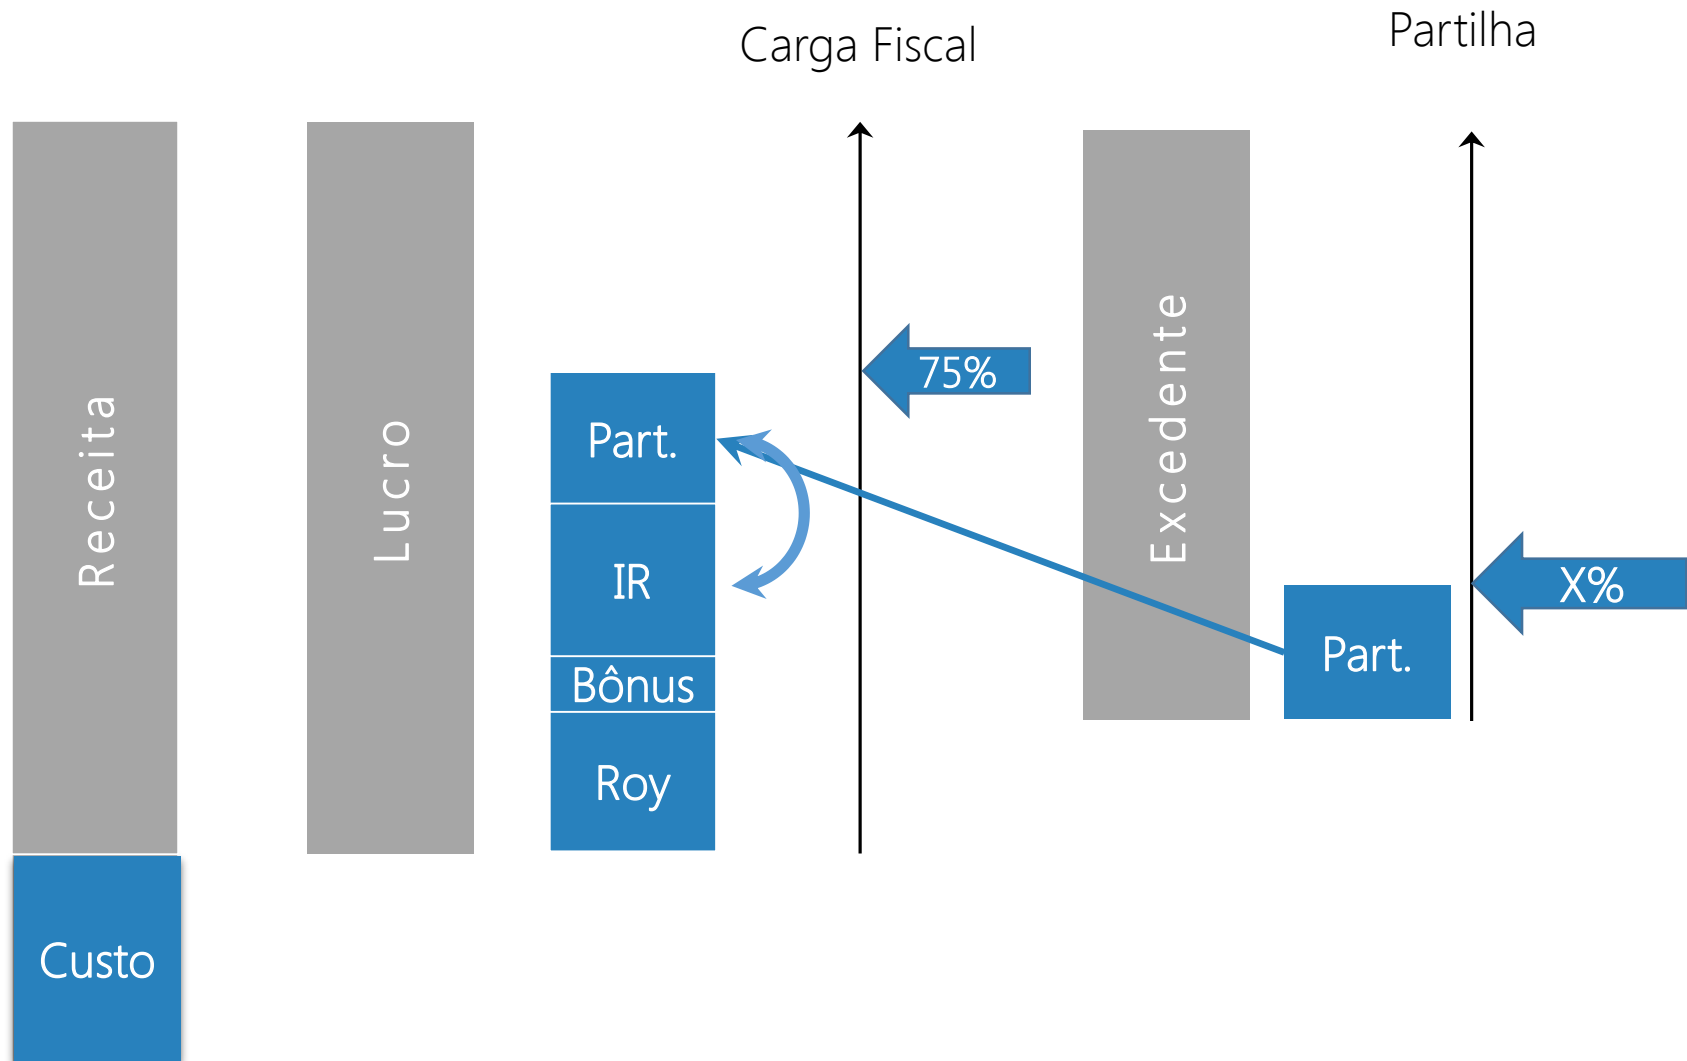 Carga Fiscal
Partilha
Receita
Lucro
Excedente
75%
Part.
IR
X%
Part.
Bônus
Roy
Custo